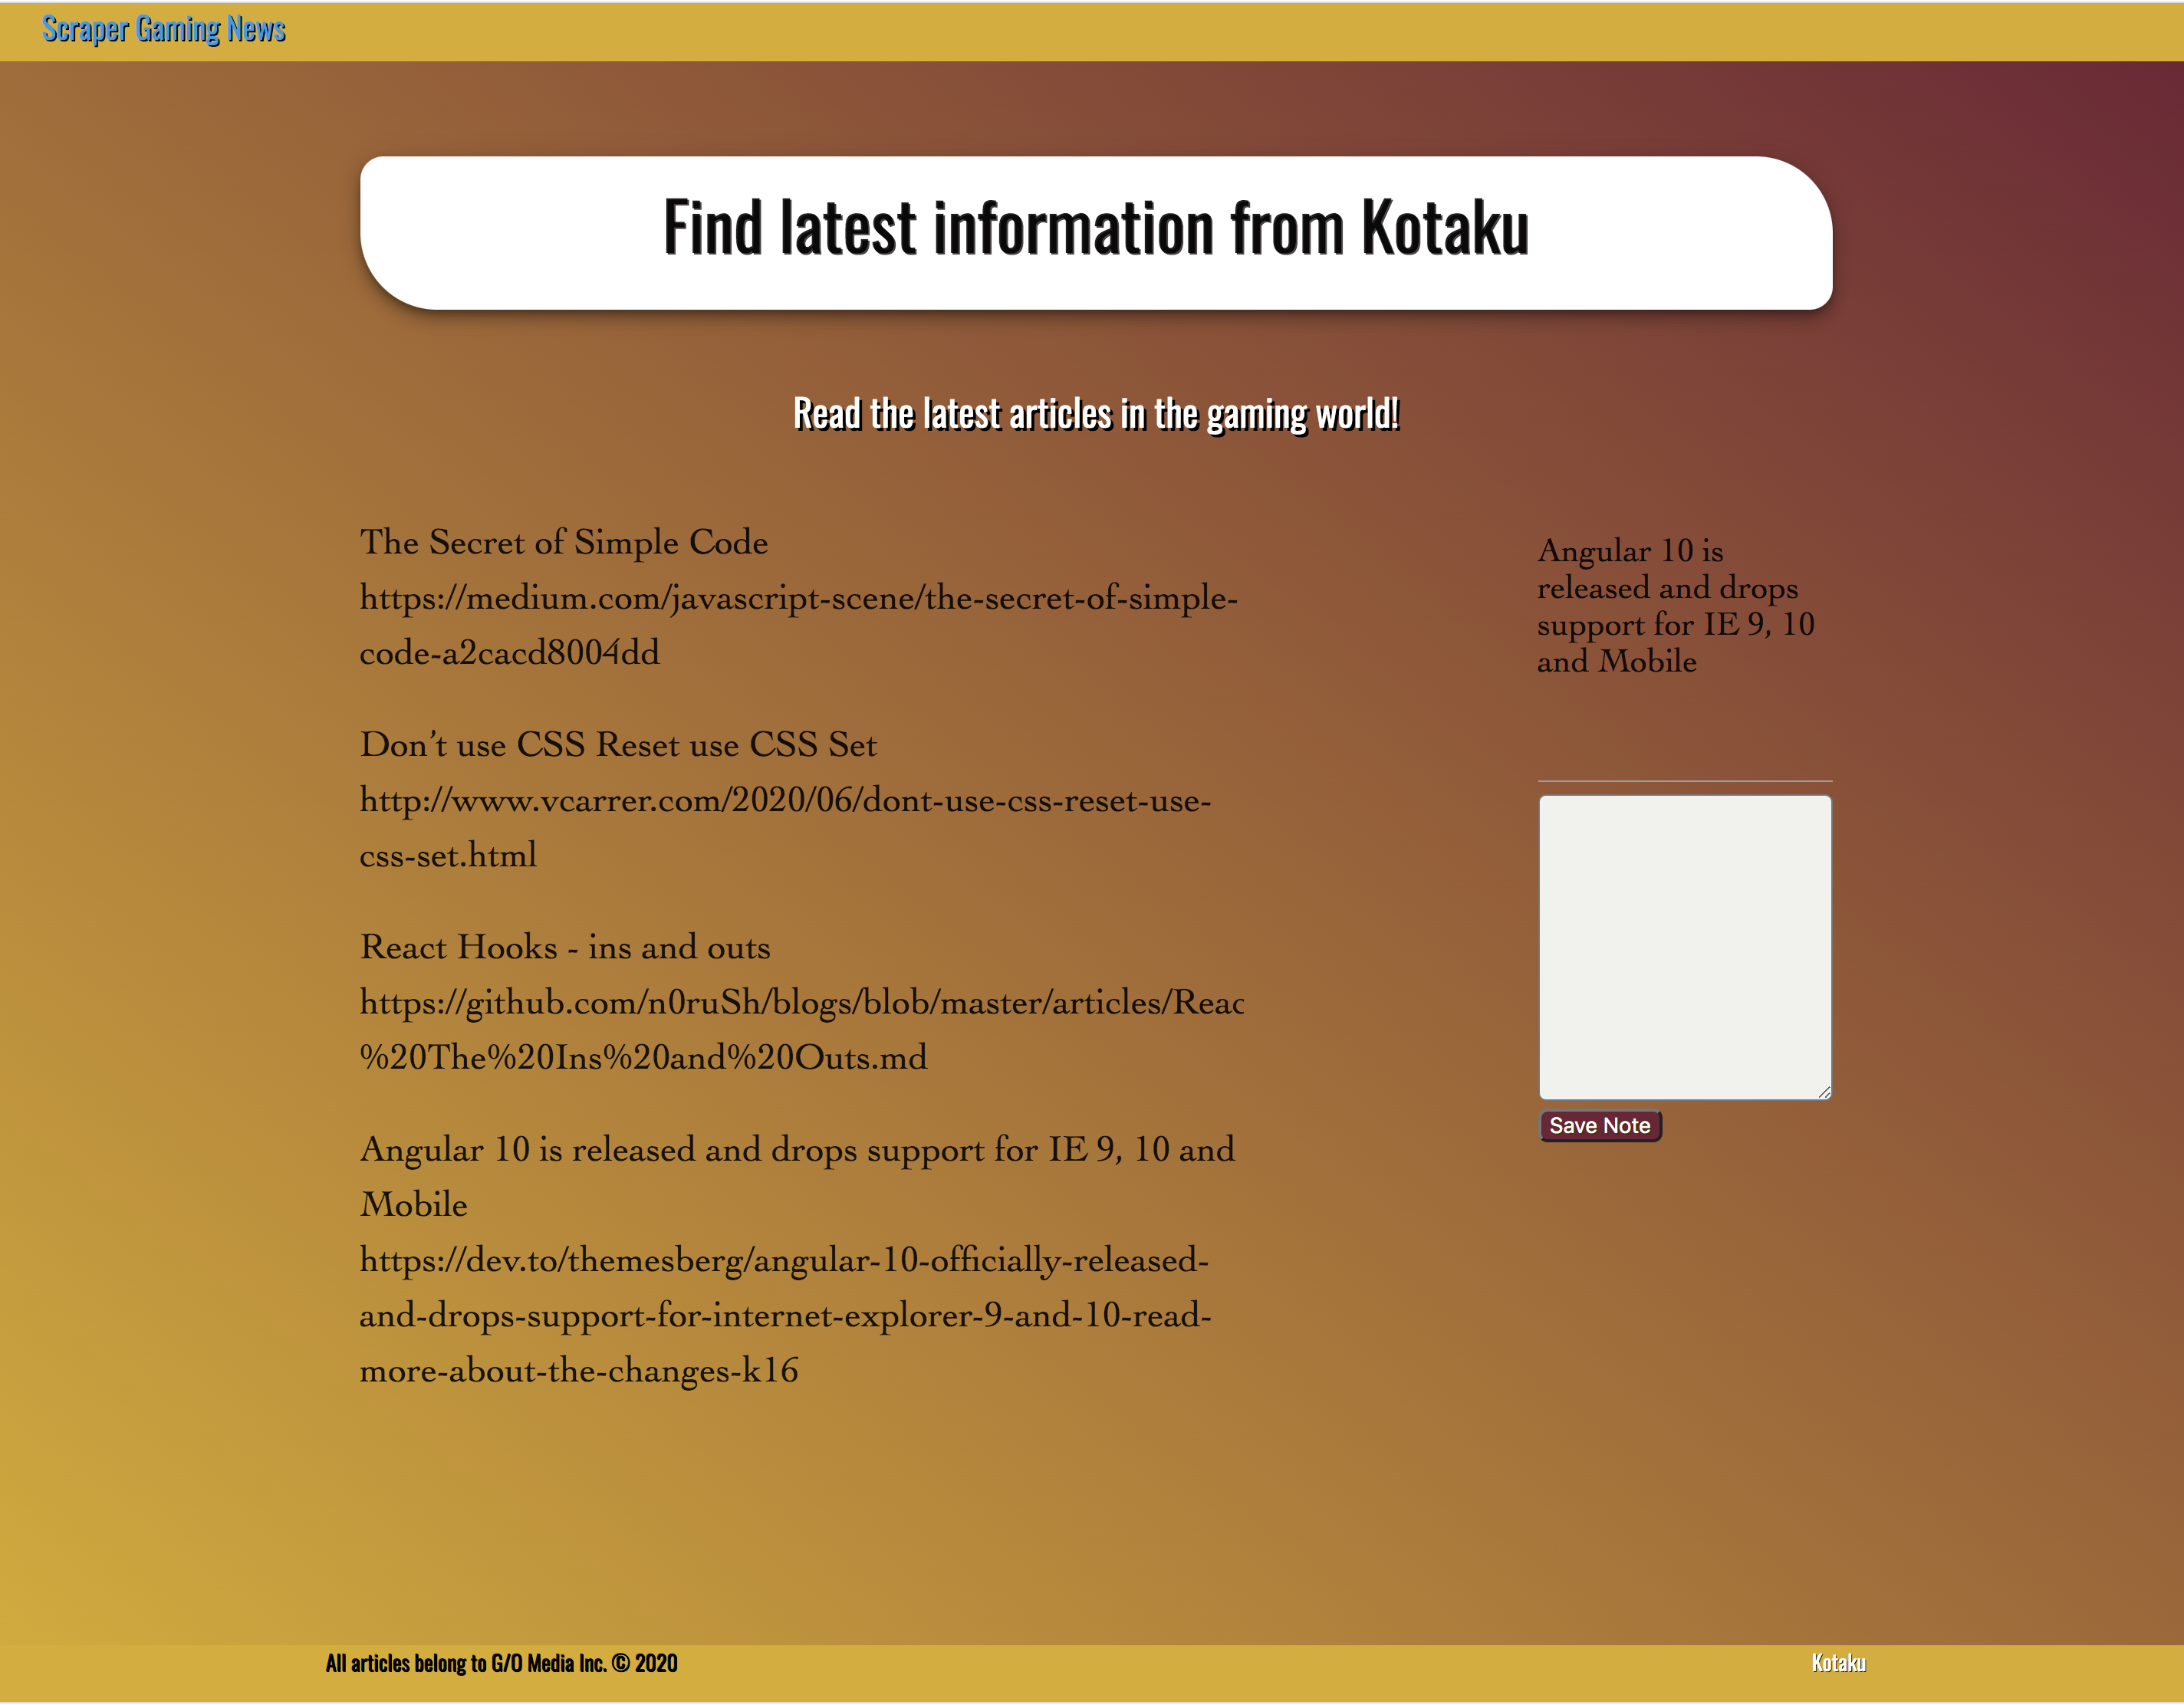 Scraper Gaming News
Find latest information from Kotaku
Read the latest articles in the gaming world!
The Secret of Simple Code
https://medium.com/javascript-scene/the-secret-of-simple-
code-a2cacd8004dd
Don’t use CSS Reset use CSS Set
http://www.vcarrer.com/2020/06/dont-use-css-reset-use-
css-set.html
React Hooks - ins and outs
https://github.com/n0ruSh/blogs/blob/master/articles/Reac
%20The%20Ins%20and%20Outs.md
Angular 10 is released and drops support for IE 9, 10 and
Mobile
https://dev.to/themesberg/angular-10-officially-released-
and-drops-support-for-internet-explorer-9-and-10-read-
more-about-the-changes-k16
Angular 10 is
released and drops
support for IE 9, 10
and Mobile
Save Note
All articles belong to G/O Media Inc. © 2020
Kotaku